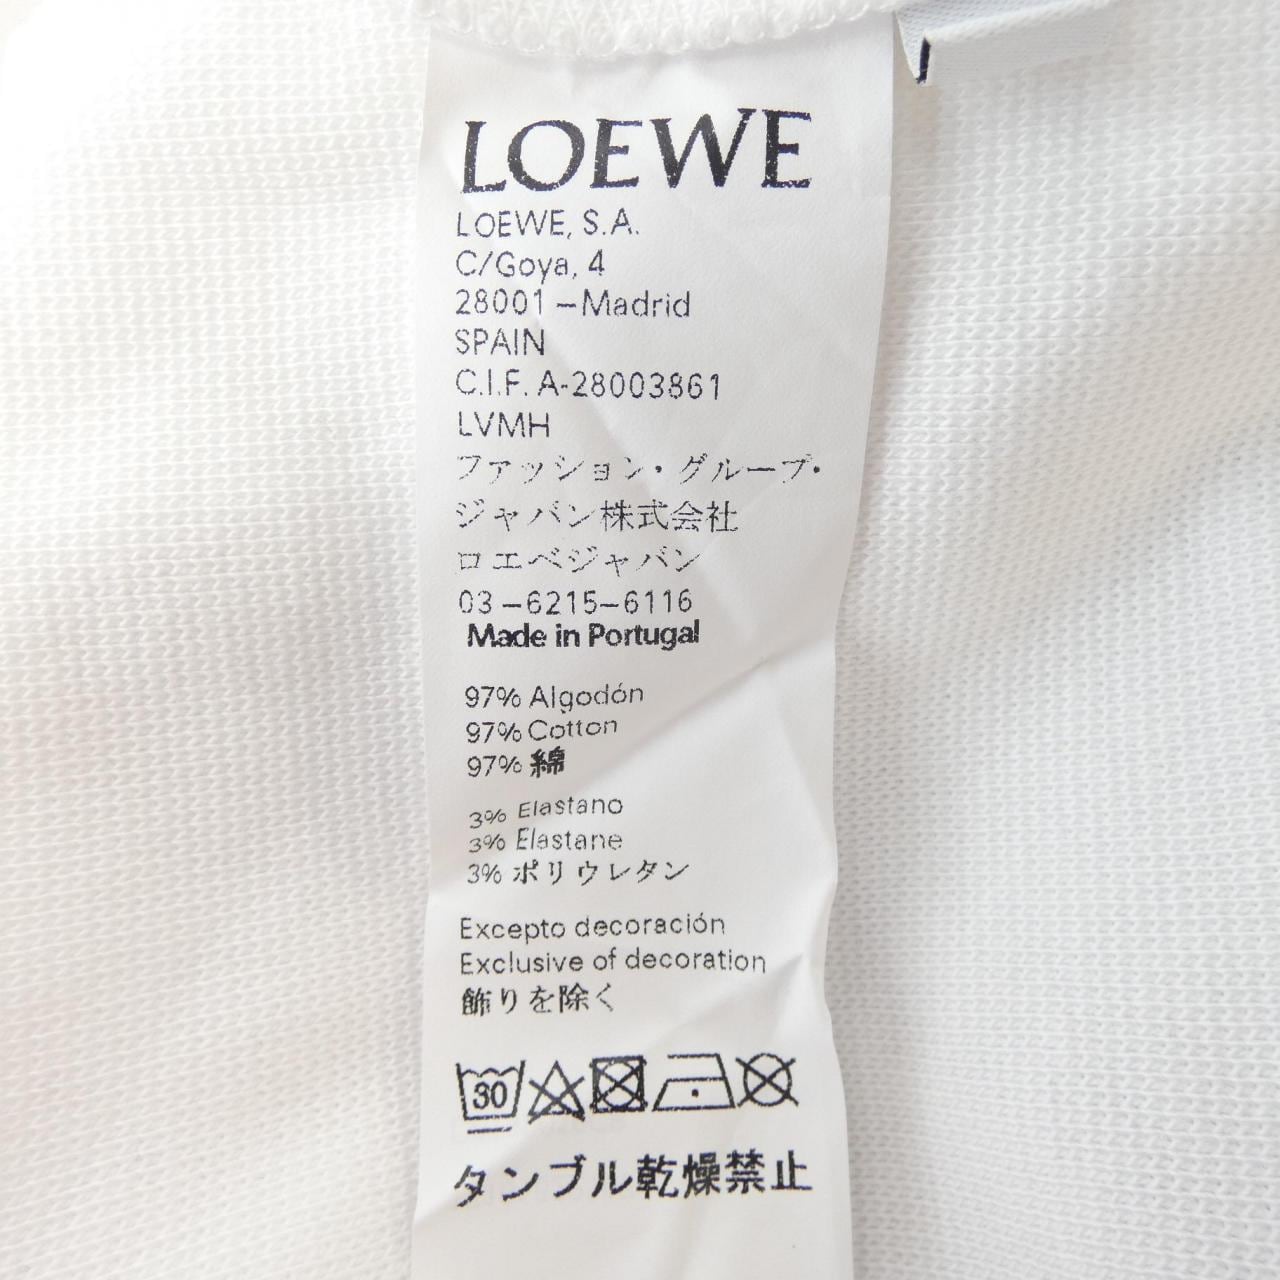 LOEWE
LOEWE, S.A.
C/Goya, 4
28001 –Madrid
SPAIN
C.I.F. A-28003861
LVMH
ファッション・グループ・
ジャパン株式会社
ロエベジャパン
03 –6215–6116
Made in Portugal
97% Algodón
97% Cotton
97% 綿
3% Elastano
3% Elastane
3% ポリウレタン
Excepto decoración
Exclusive of decoration
飾りを除く
30
タンブル乾燥禁止